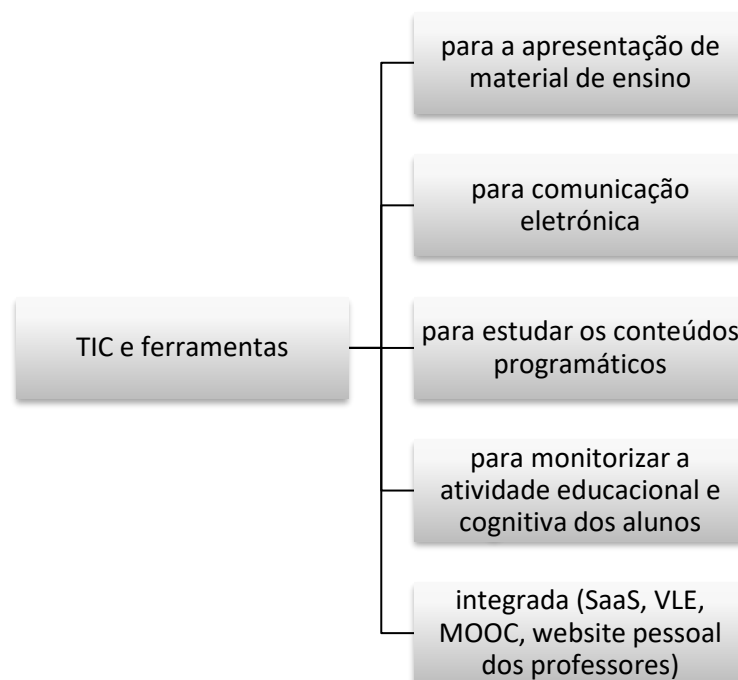 para a apresentação de
material de ensino
para comunicação
eletrónica
TIC e ferramentas
para estudar os conteúdos
programáticos
para monitorizar a
atividade educacional e
cognitiva dos alunos
integrada (SaaS, VLE,
MOOC, website pessoal
dos professores)